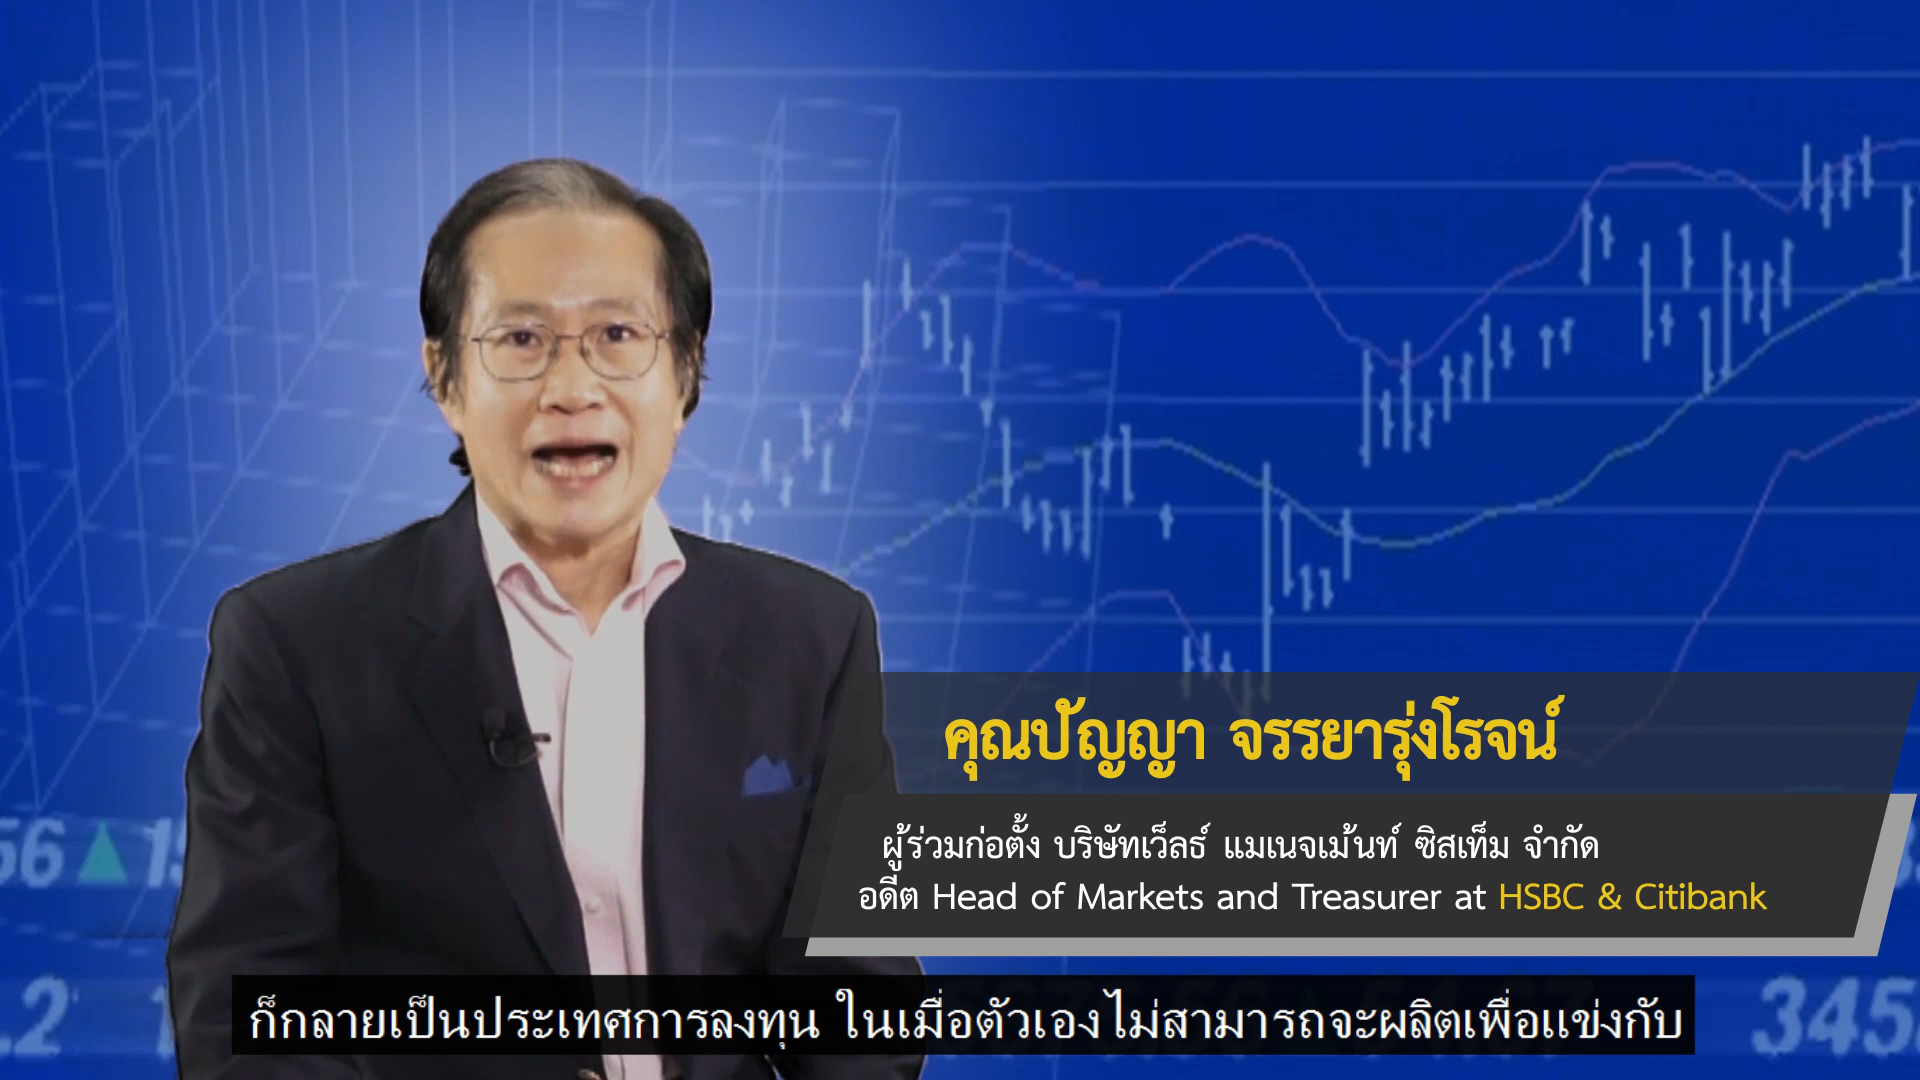 คุณปัญญา จรรยารุ่งโรจน์
ผู้ร่วมก่อตั้ง บริษัทเว็ลธ์ แมเนจเม้นท์ ซิสเท็ม จำกัด
อดีต Head of Markets and Treasurer at HSBC & Citibank
56 ▲
.2
345
ก็กลายเป็นประเทศการลงทุน ในเมื่อตัวเองไม่สามารถจะผลิตเพื่อแข่งกับ